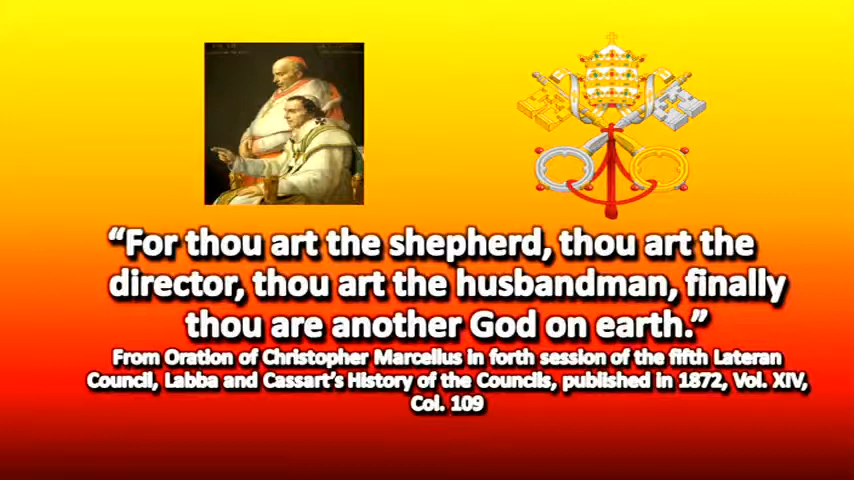 “For thou art the shepherd, thou art the
director, thou art the husbandman, finally
thou are another God on earth.”
From Oration of Christopher Marcellus in forth session of the fifth Lateran
Council, Labba and Cassart’s History of the Councils, published in 1872, Vol. XIV,
Col. 109